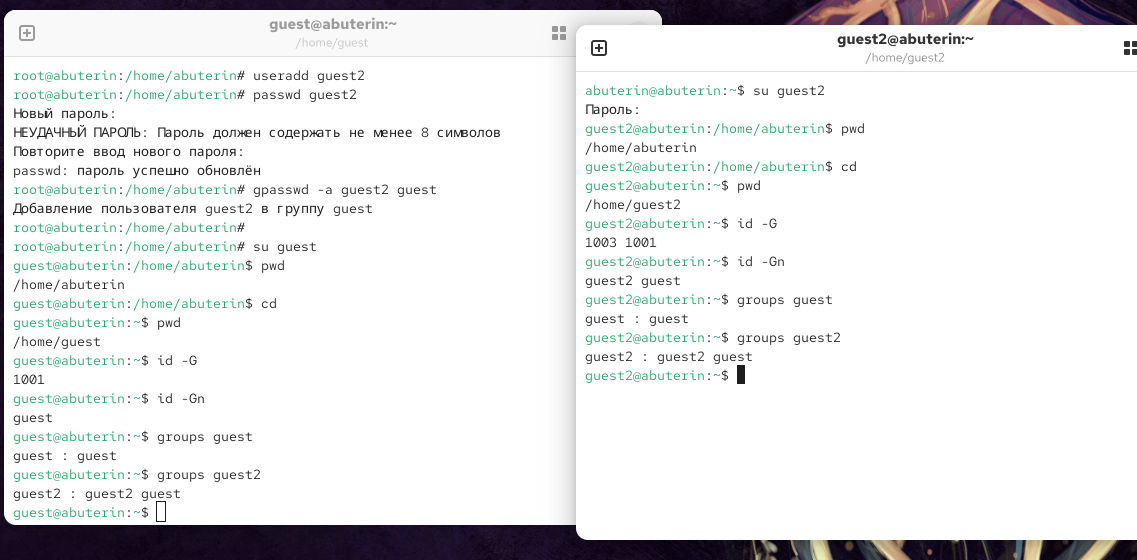 guest@abuterin:~
/home/guest
root@abuterin:/home/abuterin# useradd guest2
root@abuterin:/home/abuterin# passwd guest2
Новый пароль:
НЕУДАЧНЫЙ ПАРОЛЬ: Пароль должен содержать не менее 8 символов
Повторите ввод нового пароля:
passwd: пароль успешно обновлён
root@abuterin:/home/abuterin# gpasswd -a guest2 guest
Добавление пользователя guest2 в группу guest
root@abuterin:/home/abuterin#
root@abuterin:/home/abuterin# su guest
guest@abuterin:/home/abuterin$ pwd
/home/abuterin
guest@abuterin:/home/abuterin$ cd
guest@abuterin:~$ pwd
/home/guest
guest@abuterin:~$ id -G
1001
guest@abuterin:~$ id -Gn
guest
guest@abuterin:~$ groups guest
guest : guest
guest@abuterin:~$ groups guest2
guest2 : guest2 guest
guest@abuterin:~$
guest2@abuterin:~
/home/guest2
abuterin@abuterin:~$ su guest2
Пароль:
guest2@abuterin:/home/abuterin$ pwd
/home/abuterin
guest2@abuterin:/home/abuterin$ cd
guest2@abuterin:~$ pwd
/home/guest2
guest2@abuterin:~$ id -G
1003 1001
guest2@abuterin:~$ id -Gn
guest2 guest
guest2@abuterin:~$ groups guest
guest : guest
guest2@abuterin:~$ groups guest2
guest2 : guest2 guest
guest2@abuterin:~$